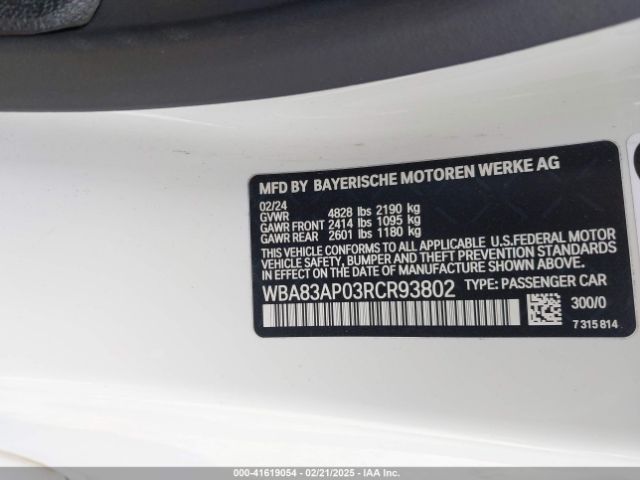 MFD BY BAYERISCHE MOTOREN WERKE AG
02/24
GVWR 4828 lbs 2190 kg
GAWR FRONT 2414 lbs 1095 kg
GAWR REAR 2601 lbs 1180 kg
THIS VEHICLE CONFORMS TO ALL APPLICABLE U.S.FEDERAL MOTOR
VEHICLE SAFETY, BUMPER AND THEFT PREVENTION STANDARDS
IN EFFECT ON THE DATE OF MANUFACTURE SHOWN ABOVE.
WBA83AP03RCR93802 TYPE: PASSENGER CAR
300/0
7 315 814
000-41619054 / 02/21/2025 - IAA Inc.